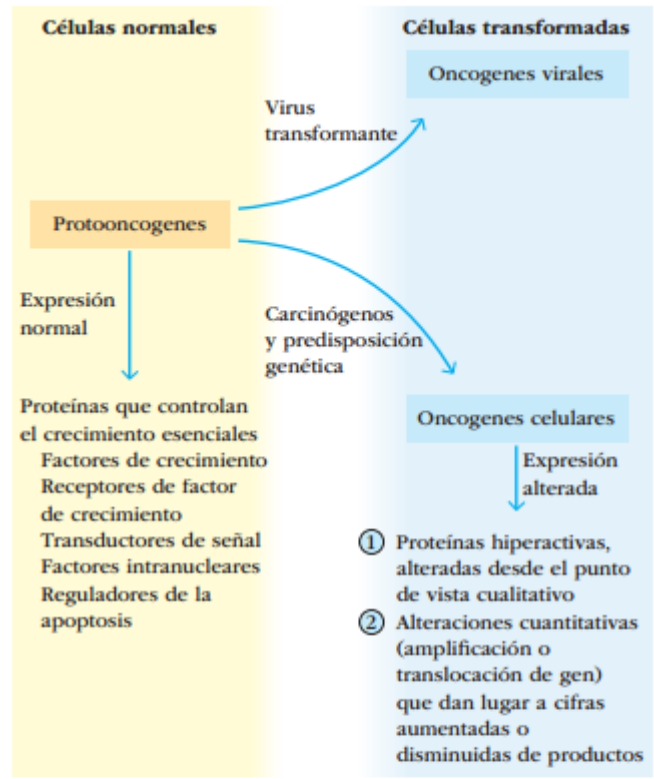 Células normales
Células transformadas
Oncogenes virales
Virus
transformante
Protooncogenes
Expresión
normal
Carcinógenos
y predisposición
genética
Proteínas que controlan
el crecimiento esenciales
Factores de crecimiento
Receptores de factor
de crecimiento
Transductores de señal
Factores intranucleares
Reguladores de la
apoptosis
Oncogenes celulares
Expresión
alterada
① Proteínas hiperactivas,
alteradas desde el punto
de vista cualitativo
② Alteraciones cuantitativas
(amplificación o
translocación de gen)
que dan lugar a cifras
aumentadas o
disminuidas de productos